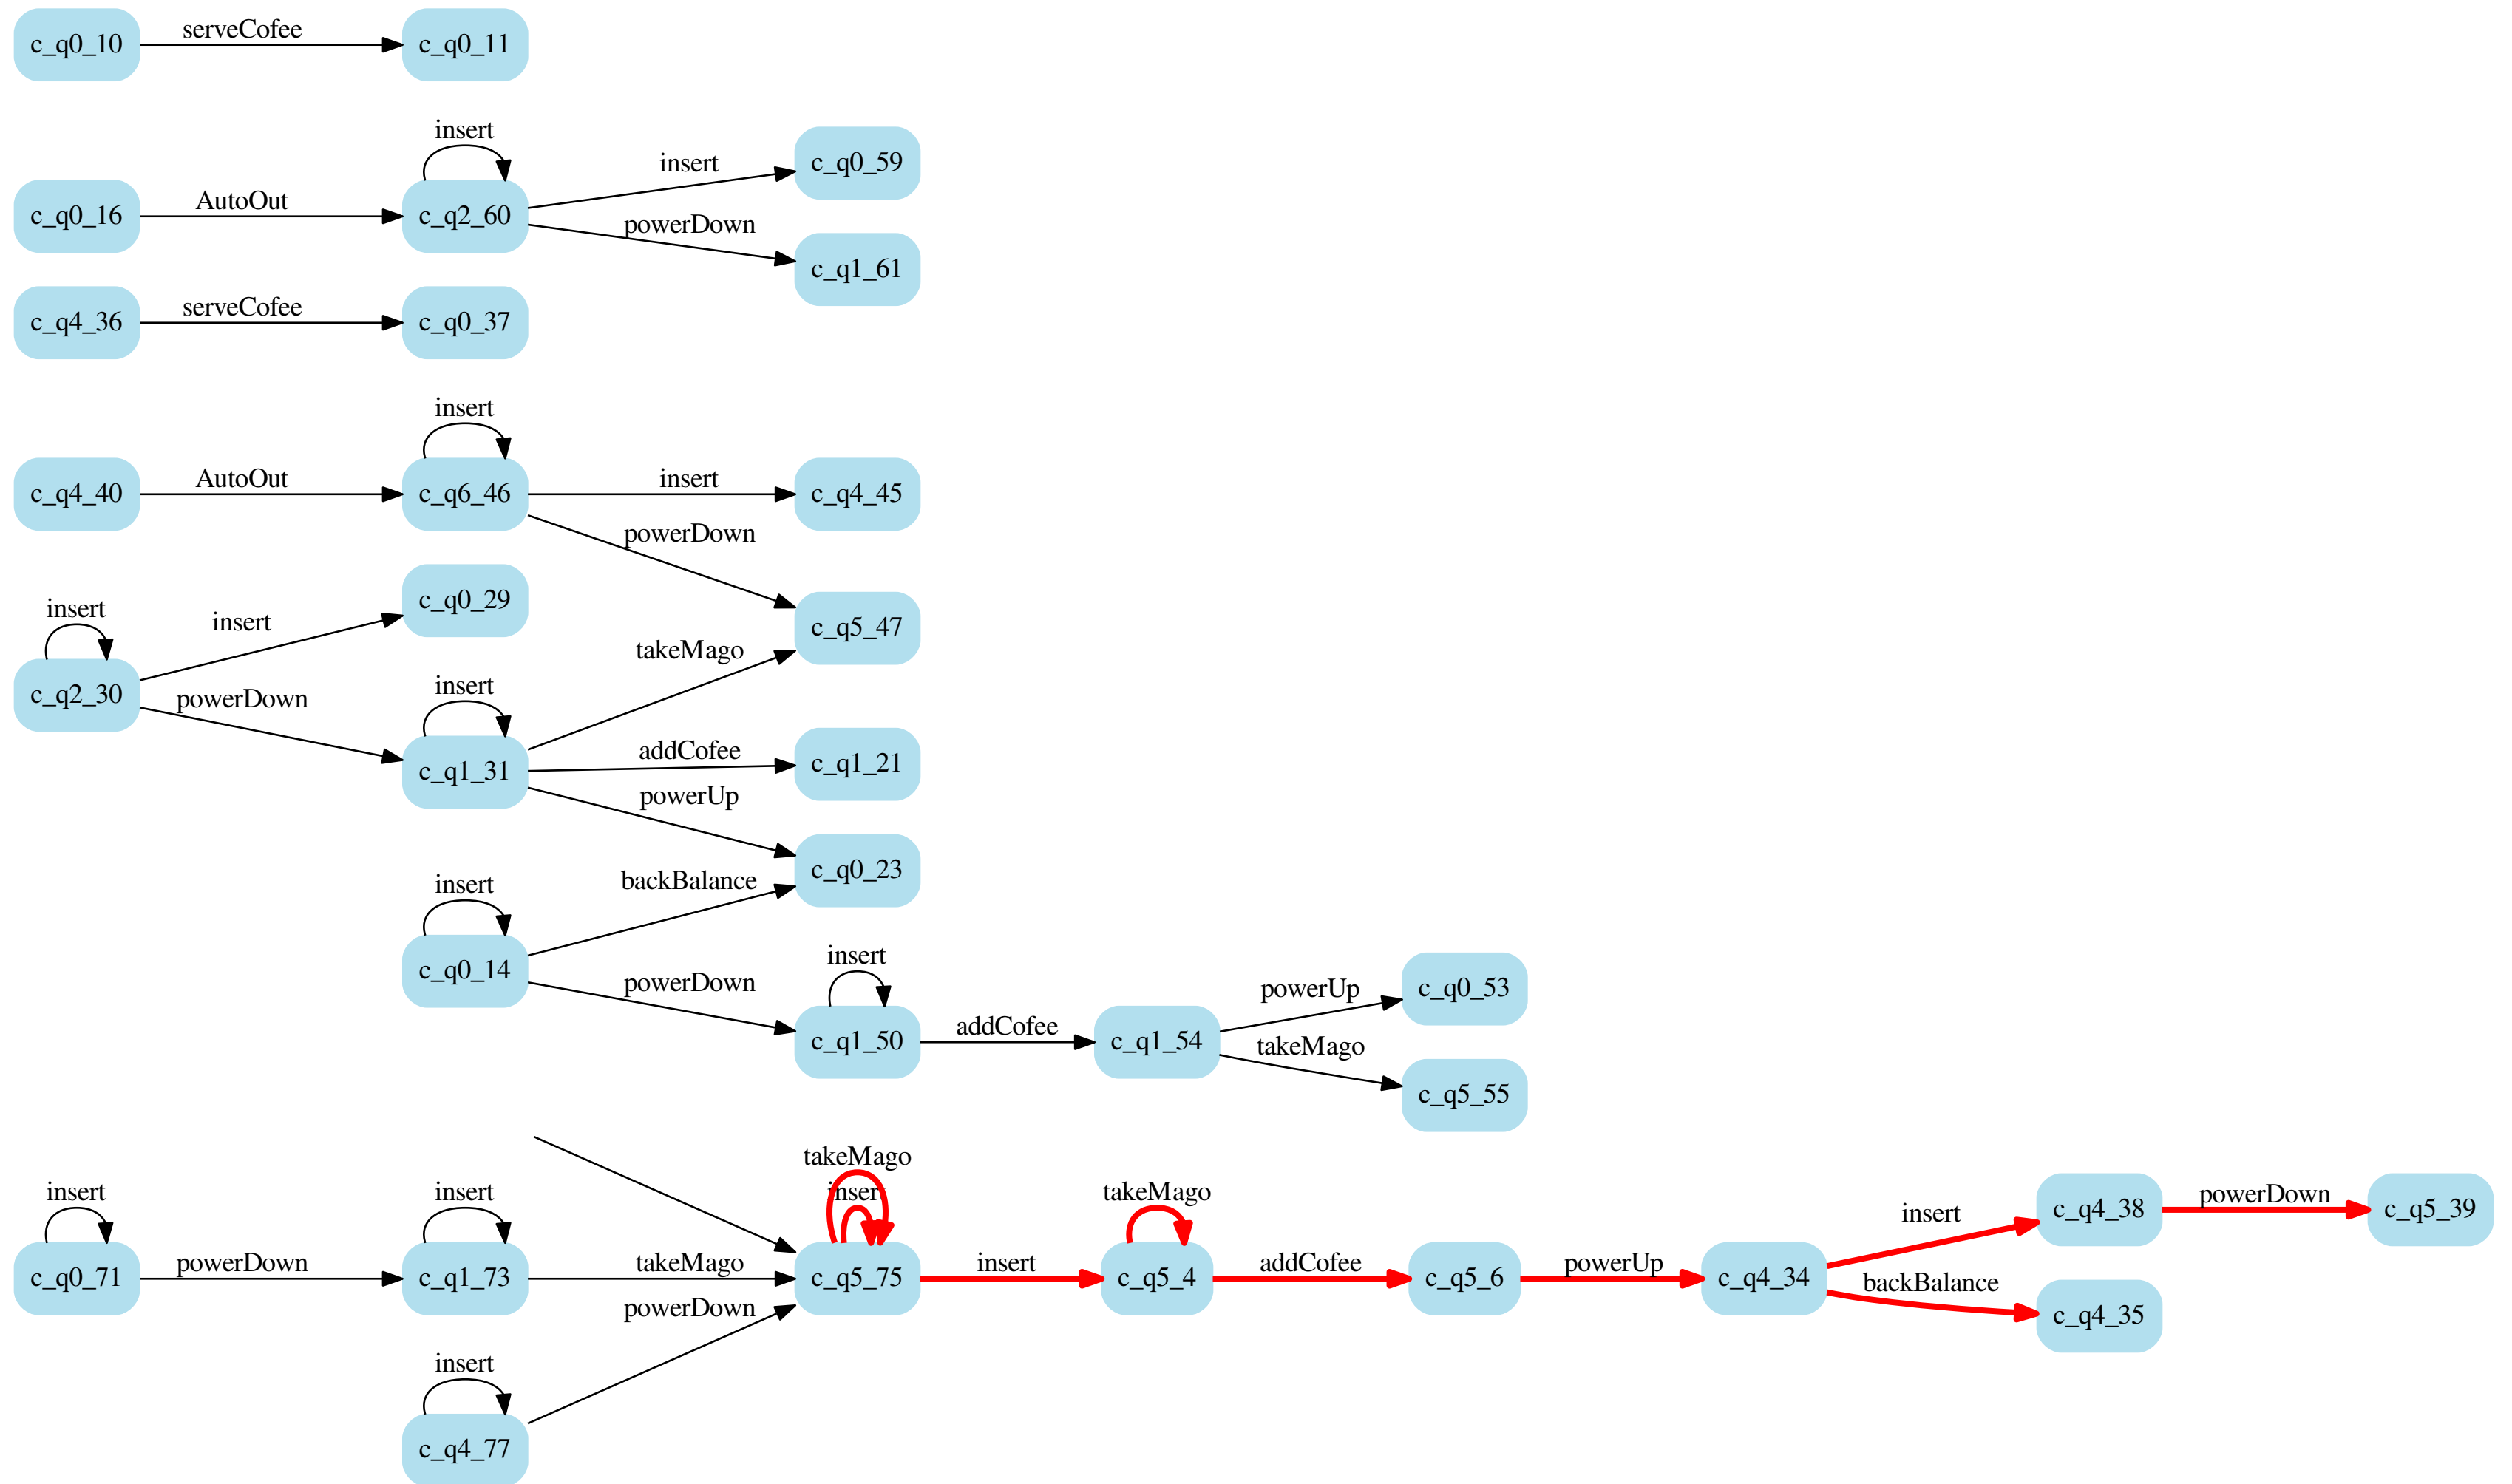 c_q0_10
serveCofee
c_q0_11
c_q0_16
AutoOut
insert
c_q2_60
insert
c_q0_59
powerDown
c_q1_61
c_q4_36
serveCofee
c_q0_37
c_q4_40
AutoOut
insert
c_q6_46
insert
c_q4_45
powerDown
c_q5_47
insert
c_q2_30
insert
c_q0_29
powerDown
insert
c_q1_31
takeMago
addCofee
c_q1_21
powerUp
c_q0_23
insert
c_q0_14
backBalance
powerDown
insert
c_q1_50
addCofee
c_q1_54
powerUp
c_q0_53
takeMago
c_q5_55
insert
c_q0_71
powerDown
insert
c_q1_73
takeMago
powerDown
insert
c_q4_77
takeMago
insert
c_q5_75
insert
takeMago
c_q5_4
addCofee
c_q5_6
powerUp
c_q4_34
insert
c_q4_38
powerDown
c_q5_39
backBalance
c_q4_35